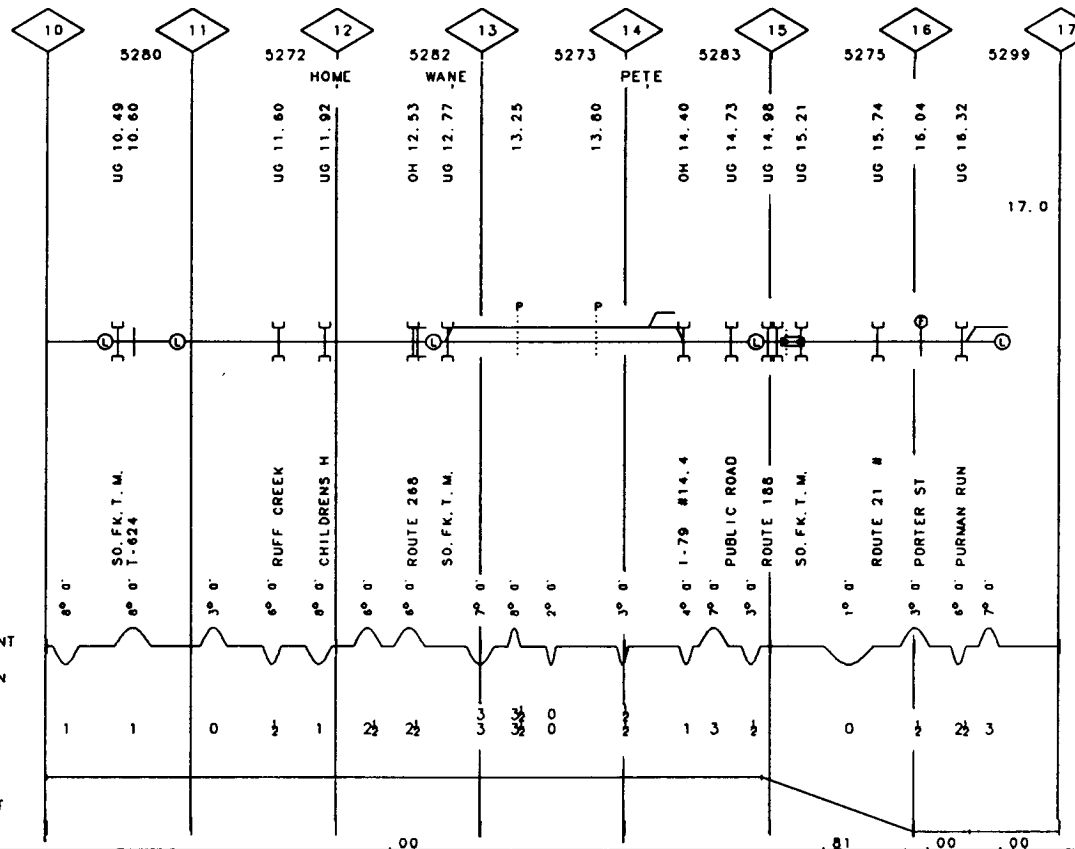 10 11 12 13 14 15 16 17
5280 5272 5282 5273 5283 5275 5299
HOME WANE PETE
UG 10.49
10.60
UG 11.60
UG 11.92
OH 12.53
UG 12.77
13.25
13.80
OH 14.40
UG 14.73
UG 14.98
UG 15.21
UG 15.74
16.04
UG 16.32
17.0
P P
L L L L F L
SO. FK. T. M.
T-624
RUFF CREEK
CHILDRENS H
ROUTE 268
SO. FK. T. M.
I-79 #14.4
PUBLIC ROAD
ROUTE 188
SO. FK. T. M.
ROUTE 21 #
PORTER ST
PURMAN RUN
8° 0' 8° 0' 3° 0' 6° 0' 8° 0' 6° 0' 6° 0' 7° 0' 8° 0' 2° 0' 3° 0' 4° 0' 7° 0' 3° 0' 1° 0' 3° 0' 6° 0' 7° 0'
NT
N
3 3½ 0 ½
1 1 0 ½ 1 2½ 2½ 3 3½ 0 ½ 1 3 ½ 0 ½ 2½ 3
T
.00 .81 .00 .00